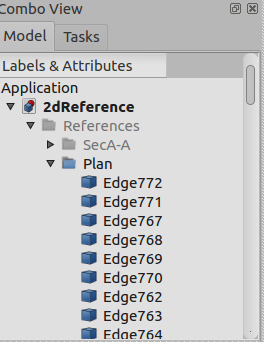 Combo View
Model Tasks
Labels & Attributes
Application
2dReference
References
SecA-A
Plan
Edge772
Edge771
Edge767
Edge768
Edge769
Edge770
Edge762
Edge763
Edge764